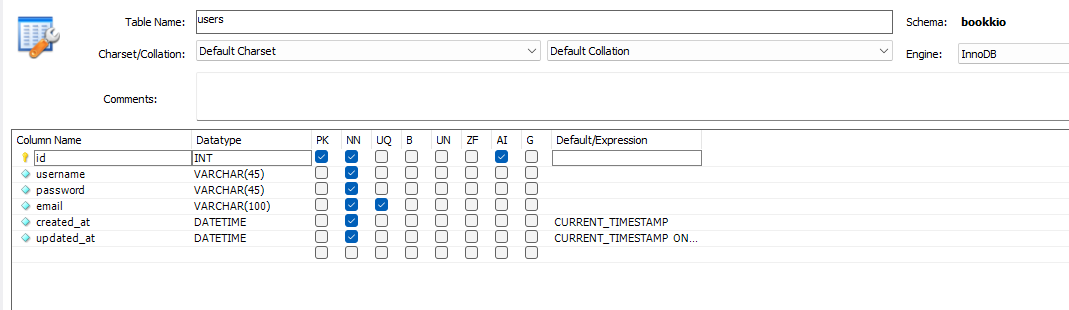 Table Name: users Schema: bookkio
Charset/Collation: Default Charset Default Collation Engine: InnoDB
Comments:
Column Name Datatype PK NN UQ B UN ZF AI G Default/Expression
id INT
username VARCHAR(45)
password VARCHAR(45)
email VARCHAR(100)
created_at DATETIME CURRENT_TIMESTAMP
updated_at DATETIME CURRENT_TIMESTAMP ON...